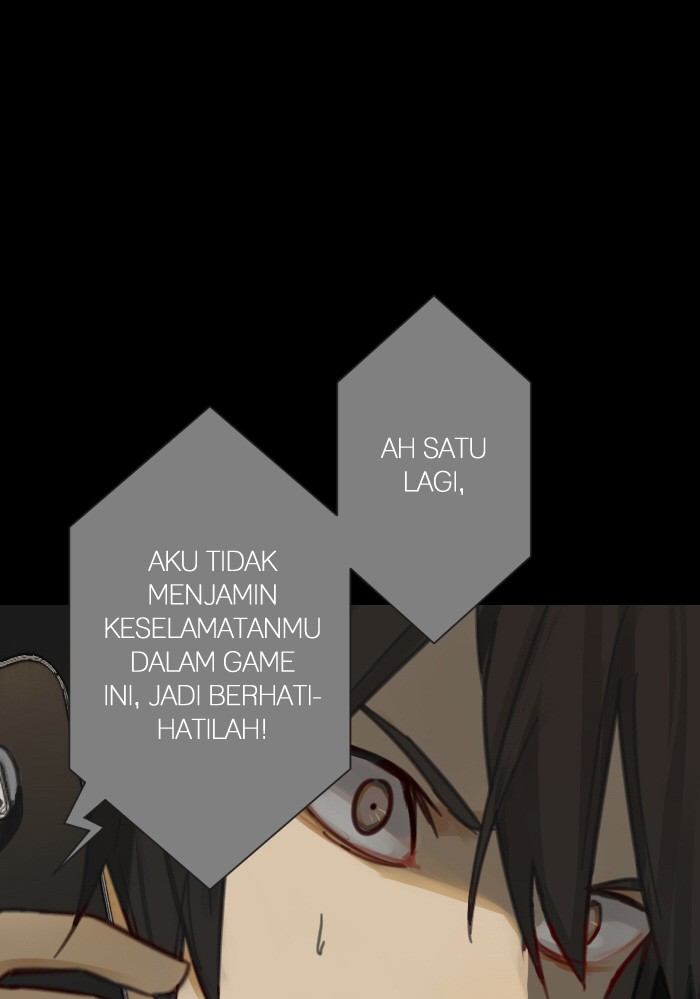 AH SATU
LAGI,
AKU TIDAK
MENJAMIN
KESELAMATANMU
DALAM GAME
INI, JADI BERHATI-
HATILAH!